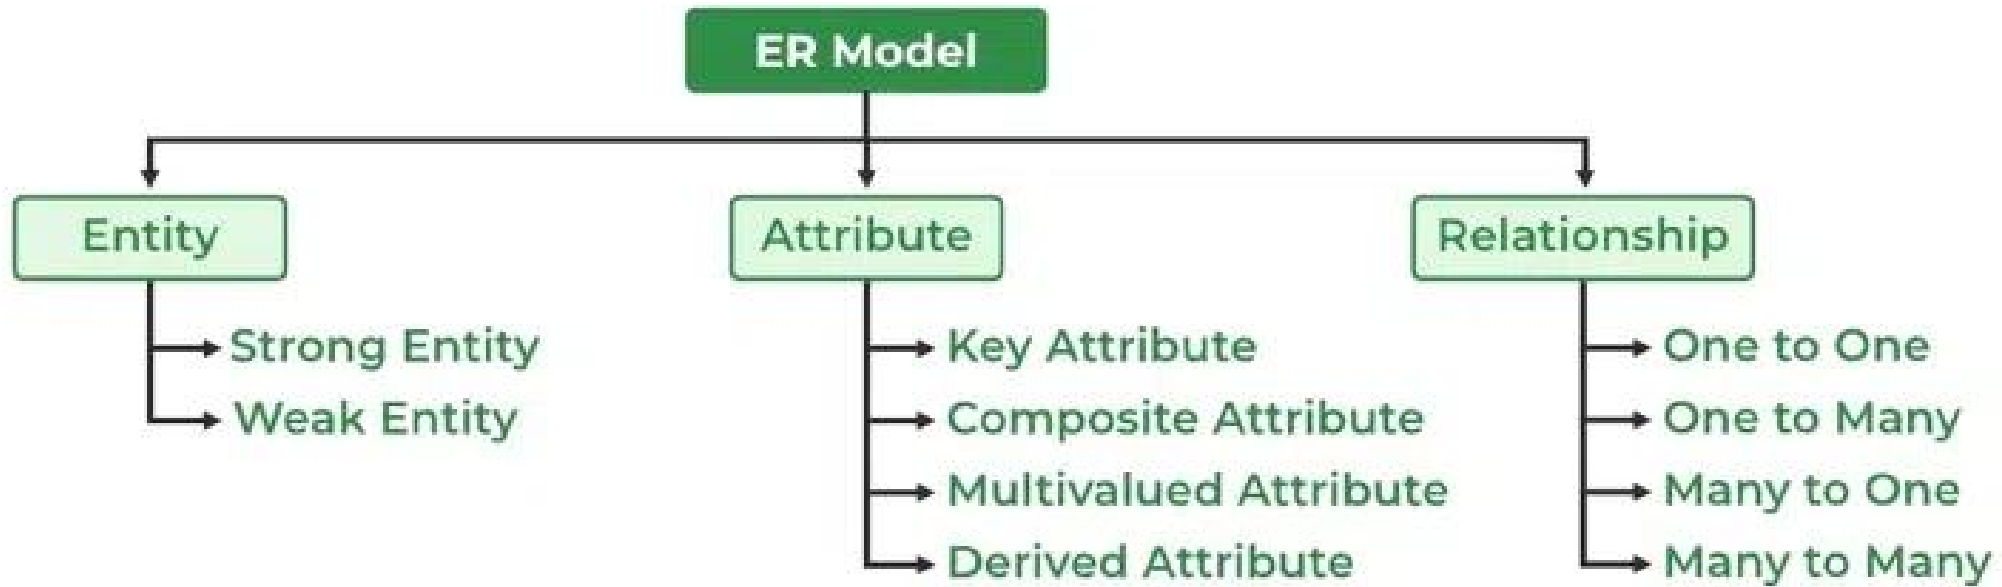 ER Model
Entity
Strong Entity
Weak Entity
Attribute
Key Attribute
Composite Attribute
Multivalued Attribute
Derived Attribute
Relationship
One to One
One to Many
Many to One
Many to Many